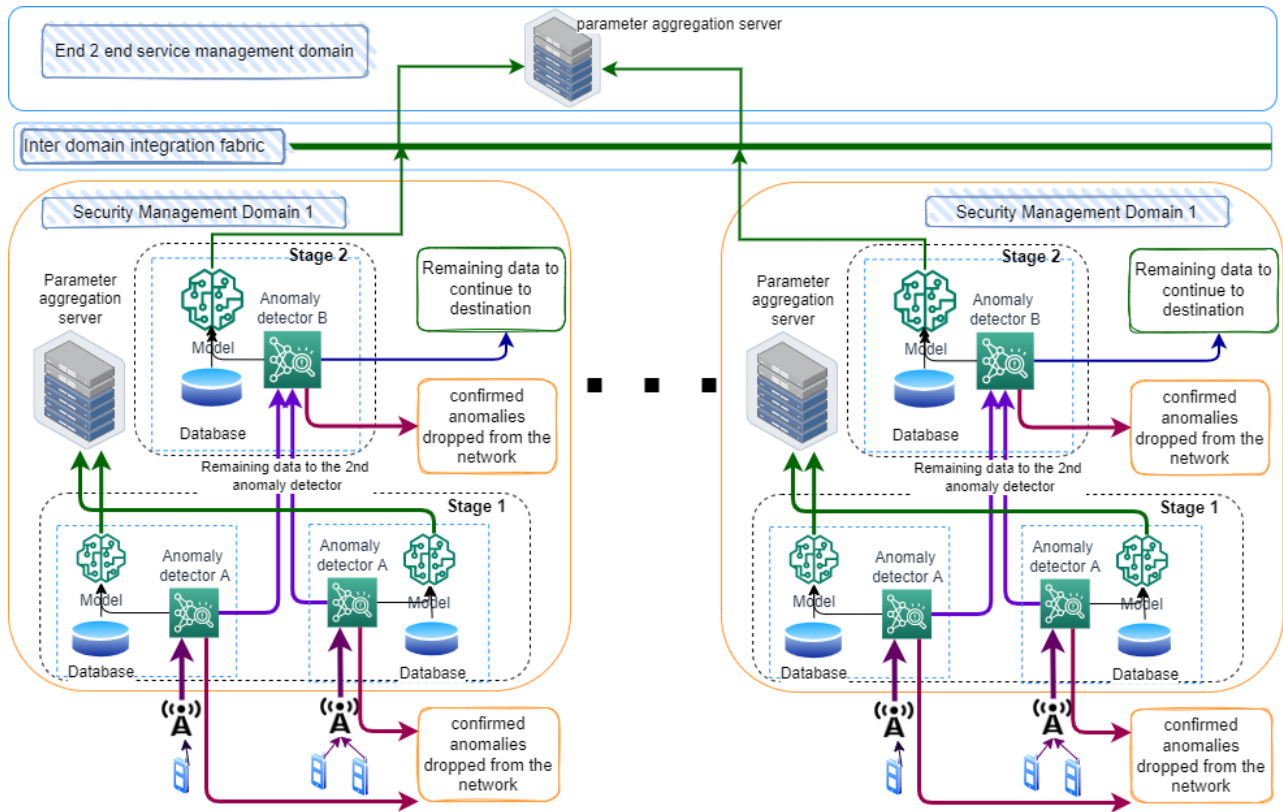 parameter aggregation server
End 2 end service management domain
Inter domain integration fabric
Security Management Domain 1
Stage 2
Parameter
aggregation
server
Anomaly
detector B
Model
Database
Remaining data to
continue to
destination
confirmed
anomalies
dropped from the
network
Remaining data to the 2nd
anomaly detector
Stage 1
Anomaly
detector A
Model
Database
Anomaly
detector A
Model
Database
confirmed
anomalies
dropped from the
network
Security Management Domain 1
Stage 2
Parameter
aggregation
server
Anomaly
detector B
Model
Database
Remaining data to
continue to
destination
confirmed
anomalies
dropped from the
network
Remaining data to the 2nd
anomaly detector
Stage 1
Anomaly
detector A
Model
Database
Anomaly
detector A
Model
Database
confirmed
anomalies
dropped from the
network